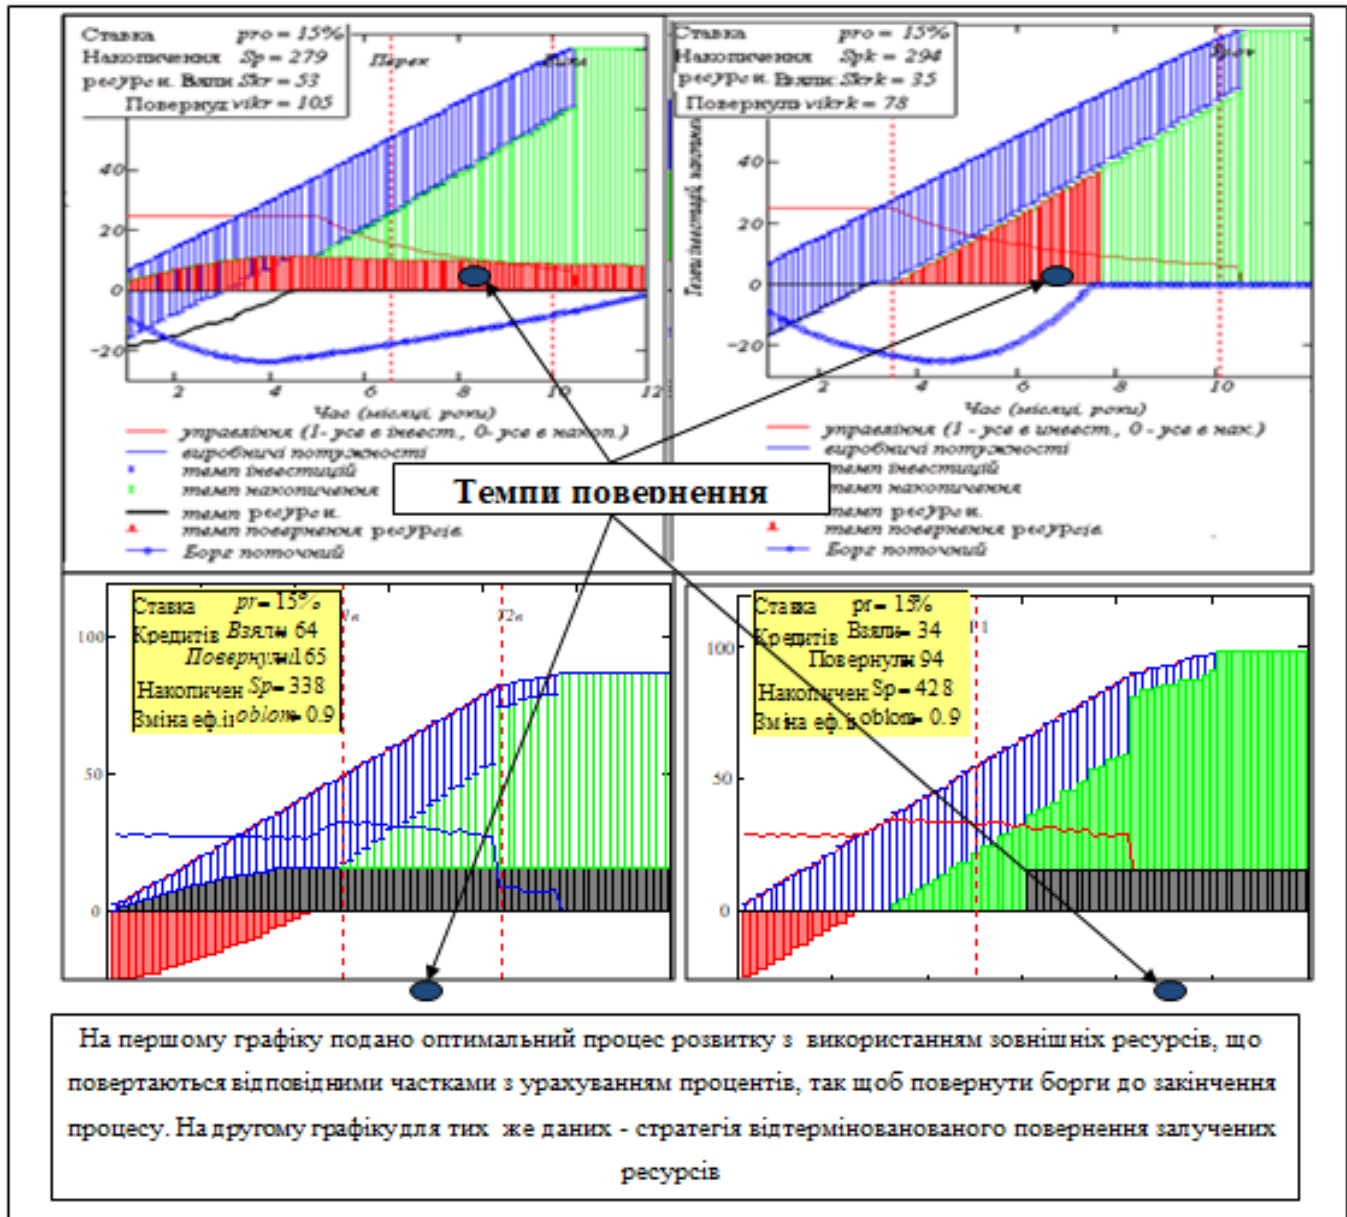 Ставка pro = 15%
Накопичення Sp = 279
ресурси. Взяли Skr = 53
Повернул vikr = 105
Перек
40
20
0
−20
2 4 6 8 10 12
Час (місяці, роки)
управління (1- усе в інвест., 0- усе в накоп.)
виробничі потужності
темп інвестицій
темп накопичення
темп ресурси.
темп повернення ресурсів.
Борг поточний
Ставка pro = 15%
Накопичення Spk = 294
ресурси. Взяли: Skrk = 35
Повернули vikrk = 78
Темпи інвестицій,
40
20
0
−20
2 4 6 8 10
Час (місяці, роки)
управління (1 - усе в инвест., 0 - усе в нак.)
виробничі потужності
темп інвестицій
темп накопичення
темп ресурси.
темп повернення ресурсів.
Борг поточний
Темпи повернення
Ставка pr = 15%
Кредитів Взяли= 64
Повернули=165
Накопичен Sp = 338
Зміна еф.і oblom= 0.9
T2к
100
50
0
Ставка pr = 15%
Кредитів Взяли= 34
Повернули= 94
Накопичен Sp = 428
Зміна еф. і oblom= 0.9
100
50
0
На першому графіку подано оптимальний процес розвитку з використанням зовнішніх ресурсів, що
повертаються відповідними частками з урахуванням процентів, так щоб повернути борги до закінчення
процесу. На другому графіку для тих же даних - стратегія відтермінованованого повернення залучених
ресурсів